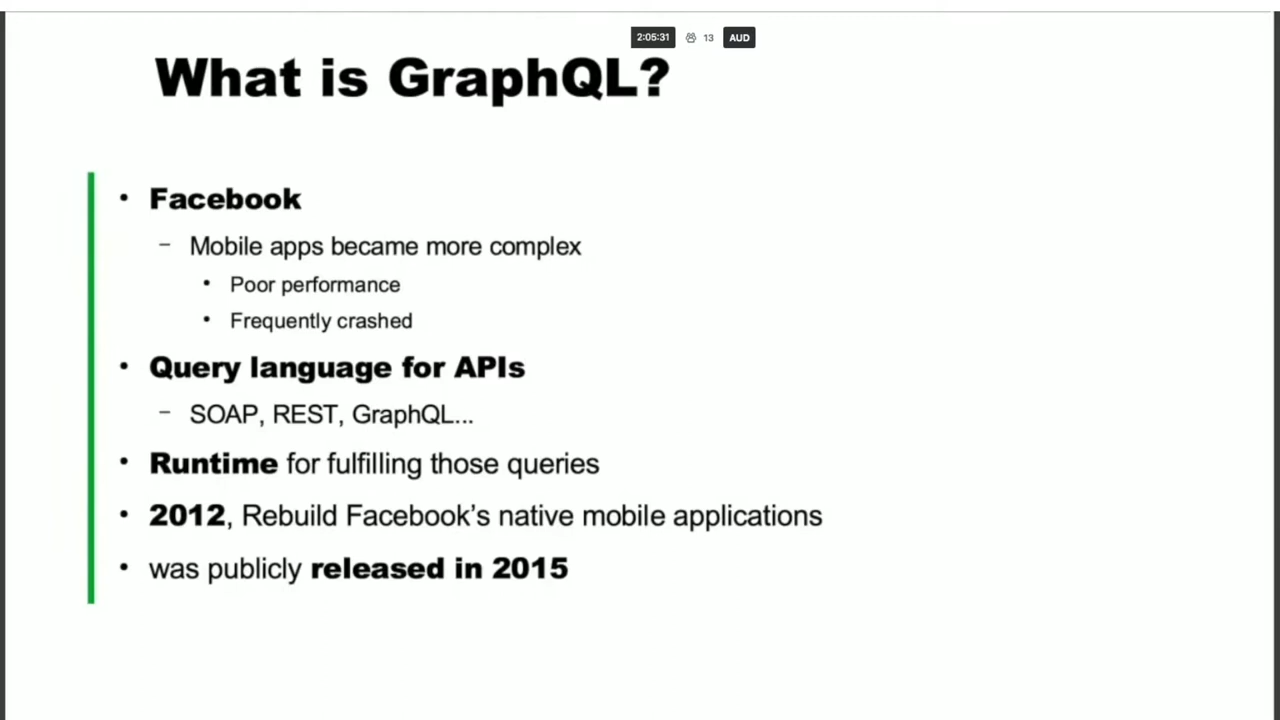 2:05:31 13 AUD
What is GraphQL?
• Facebook
– Mobile apps became more complex
• Poor performance
• Frequently crashed
• Query language for APIs
– SOAP, REST, GraphQL...
• Runtime for fulfilling those queries
• 2012, Rebuild Facebook’s native mobile applications
• was publicly released in 2015